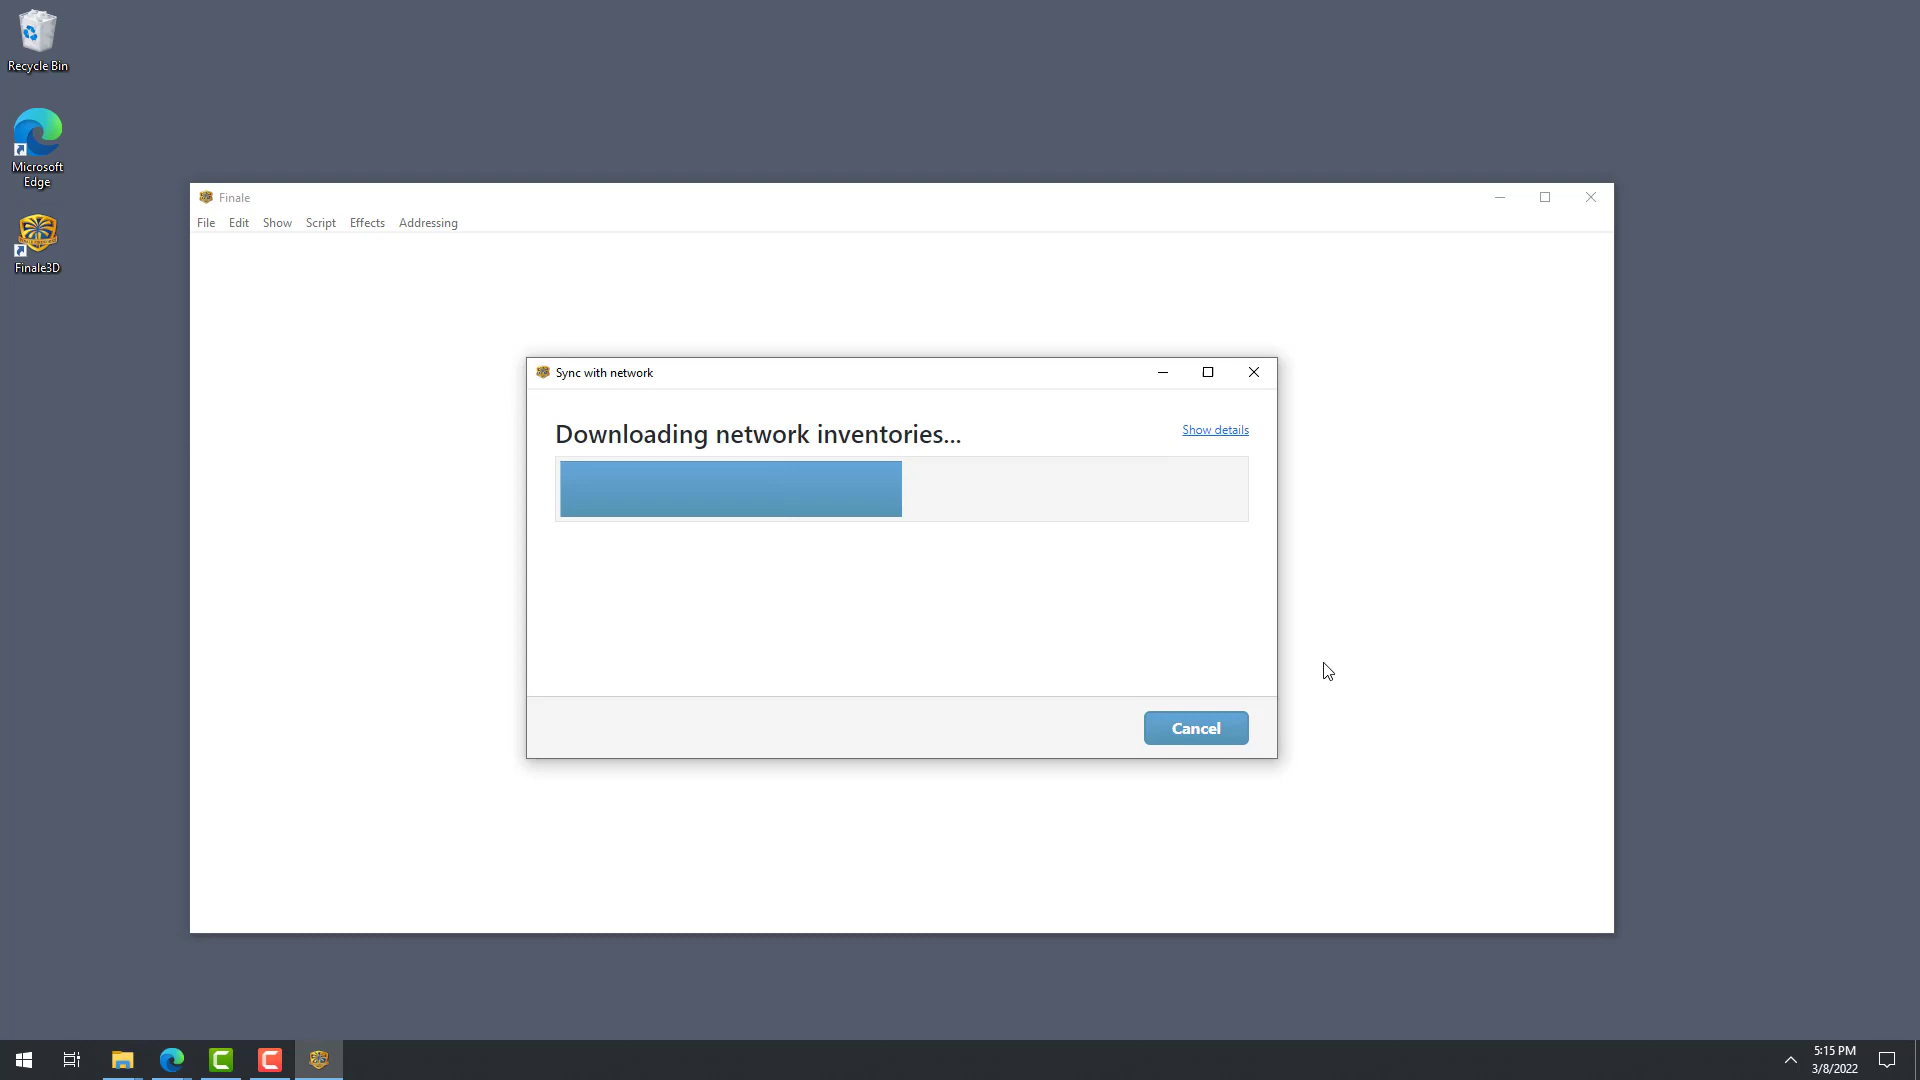 Recycle Bin
Microsoft
Edge
Finale3D
Finale
File Edit Show Script Effects Addressing
Sync with network
Downloading network inventories...
Show details
Cancel
5:15 PM
3/8/2022